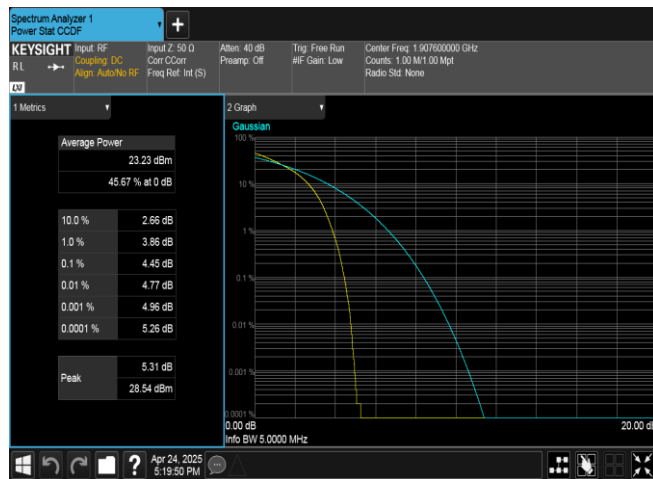 Spectrum Analyzer 1
Power Stat CCDF
+
KEYSIGHT
RL
LXI
Input: RF
Coupling: DC
Align: Auto/No RF
Input Z: 50 Ω
Corr CCorr
Freq Ref: Int (S)
Atten: 40 dB
Preamp: Off
Trig: Free Run
#IF Gain: Low
Center Freq: 1.907600000 GHz
Counts: 1.00 M/1.00 Mpt
Radio Std: None
1 Metrics
Average Power
23.23 dBm
45.67 % at 0 dB
10.0 % 2.66 dB
1.0 % 3.86 dB
0.1 % 4.45 dB
0.01 % 4.77 dB
0.001 % 4.96 dB
0.0001 % 5.26 dB
Peak
5.31 dB
28.54 dBm
2 Graph
Gaussian
100 %
10 %
1 %
0.1 %
0.01 %
0.001 %
0.0001 %
0.00 dB
20.00 dB
Info BW 5.0000 MHz
?
Apr 24, 2025
5:19:50 PM